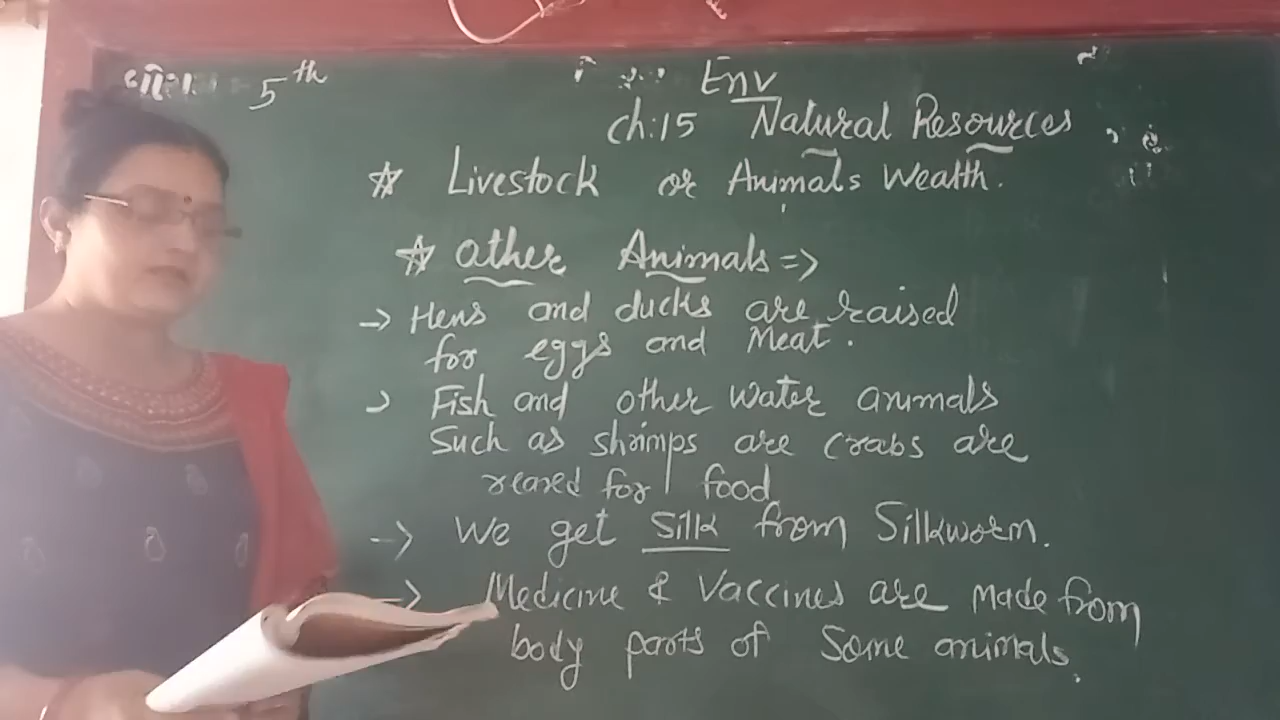 5th
Env
ch:15 Natural Resources
☆ Livestock or Animals Wealth.
☆ Other Animals =>
→ Hens and ducks are raised
for eggs and Meat.
→ Fish and other water animals
Such as shrimps are crabs are
reared for food
→ We get Silk from Silkworm.
→ Medicine & Vaccines are made from
body parts of Some animals.